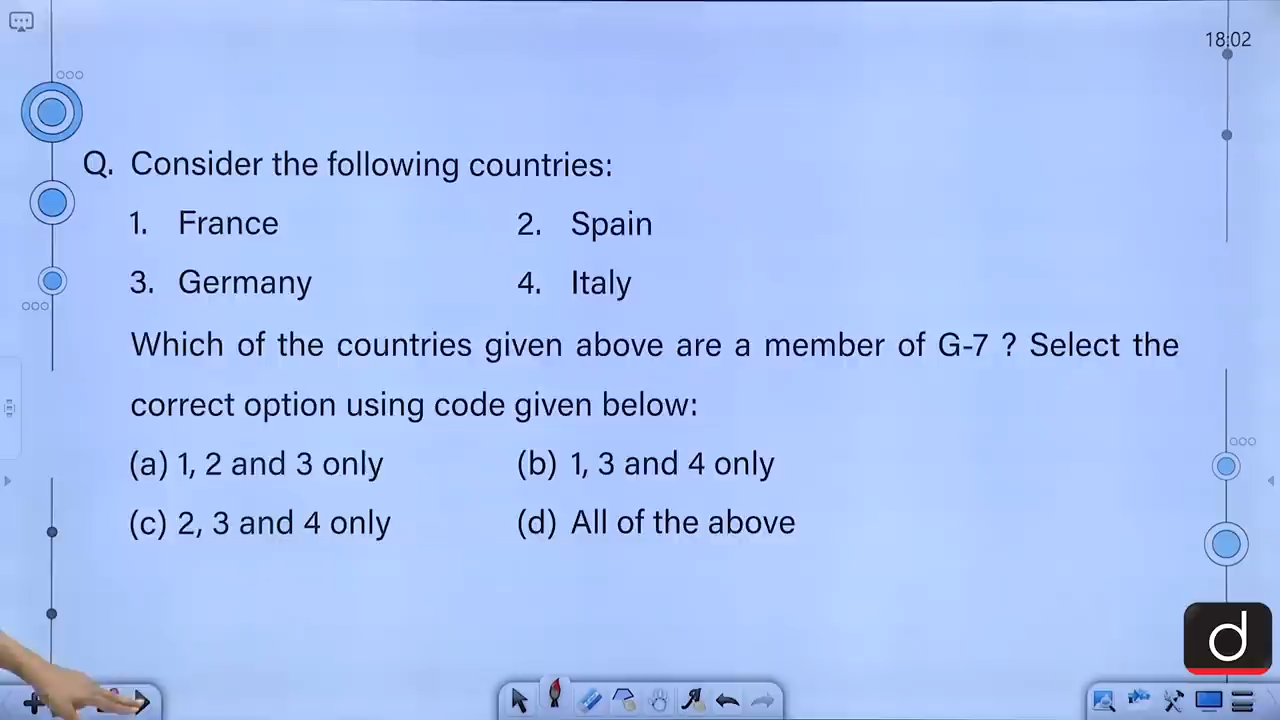 18:02
Q. Consider the following countries:
1. France 2. Spain
3. Germany 4. Italy
Which of the countries given above are a member of G-7 ? Select the
correct option using code given below:
(a) 1, 2 and 3 only (b) 1, 3 and 4 only
(c) 2, 3 and 4 only (d) All of the above
d